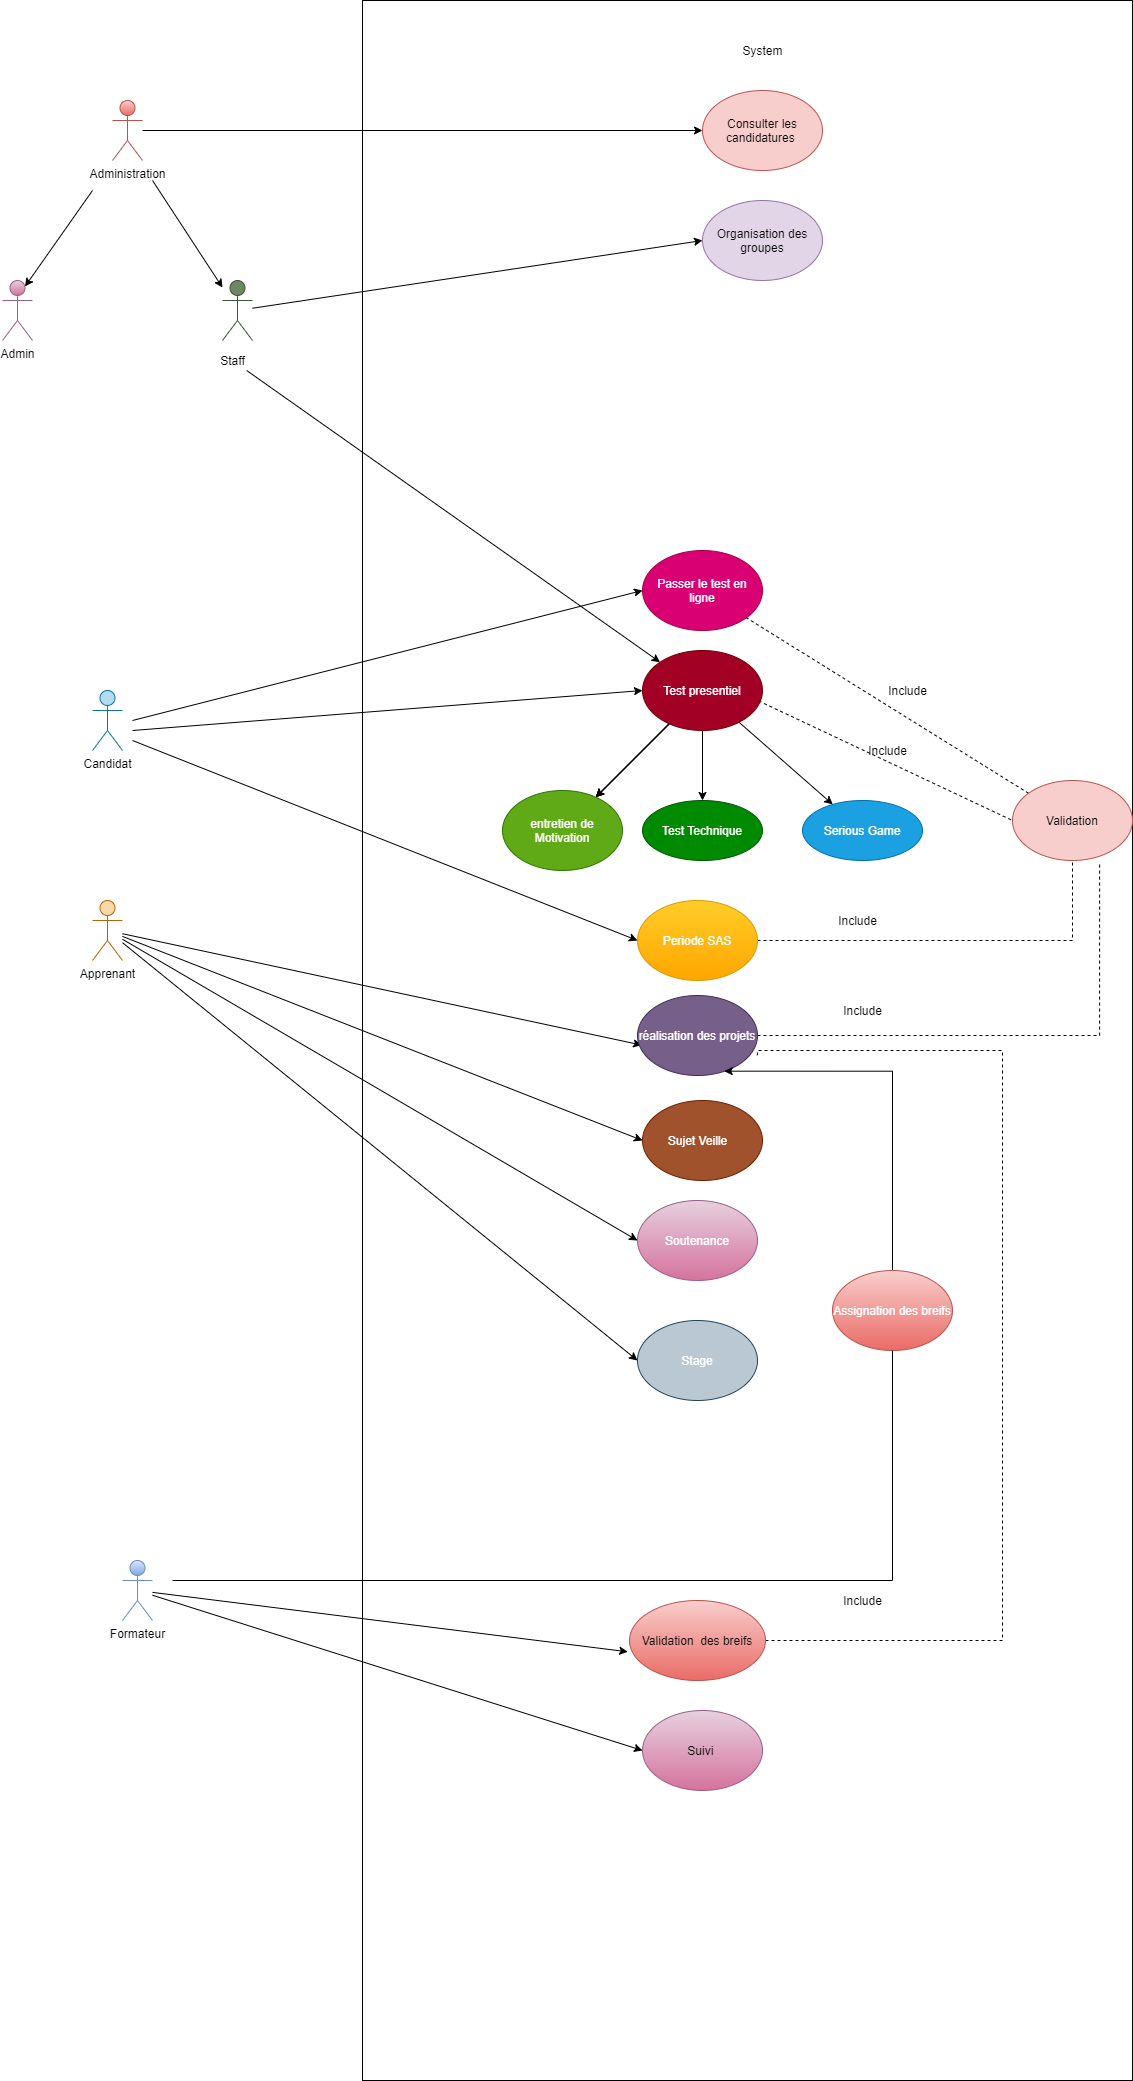 System
Consulter les
candidatures
Administration
Organisation des
groupes
Admin
Staff
Passer le test en
ligne
Test presentiel
Include
Include
Candidat
entretien de
Motivation
Test Technique
Serious Game
Validation
Include
Periode SAS
Apprenant
Include
réalisation des projets
Sujet Veille
Soutenance
Assignation des breifs
Stage
Formateur
Include
Validation  des breifs
Suivi